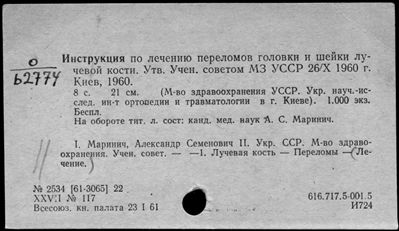 О
Ь2774
Инструкция по лечению переломов головки и шейки лу-
чевой кости. Утв. Учен. советом МЗ УССР 26/X 1960 г.
Киев, 1960.
8 с. 21 см. (М-во здравоохранения УССР. Укр. науч.-ис-
след. ин-т ортопедии и травматологии в г. Киеве). 1.000 экз.
Беспл.
На обороте тит. л. сост: канд. мед. наук А. С. Маринич.
I. Маринич, Александр Семенович II. Укр. ССР. М-во здраво-
охранения. Учен. совет. — —1. Лучевая кость — Переломы —(Ле-
чение.)
№ 2534 [61-3065] 22
XXV.I № 117
Всесоюз. кн. палата 23 I 61
616.717.5-001.5
И724